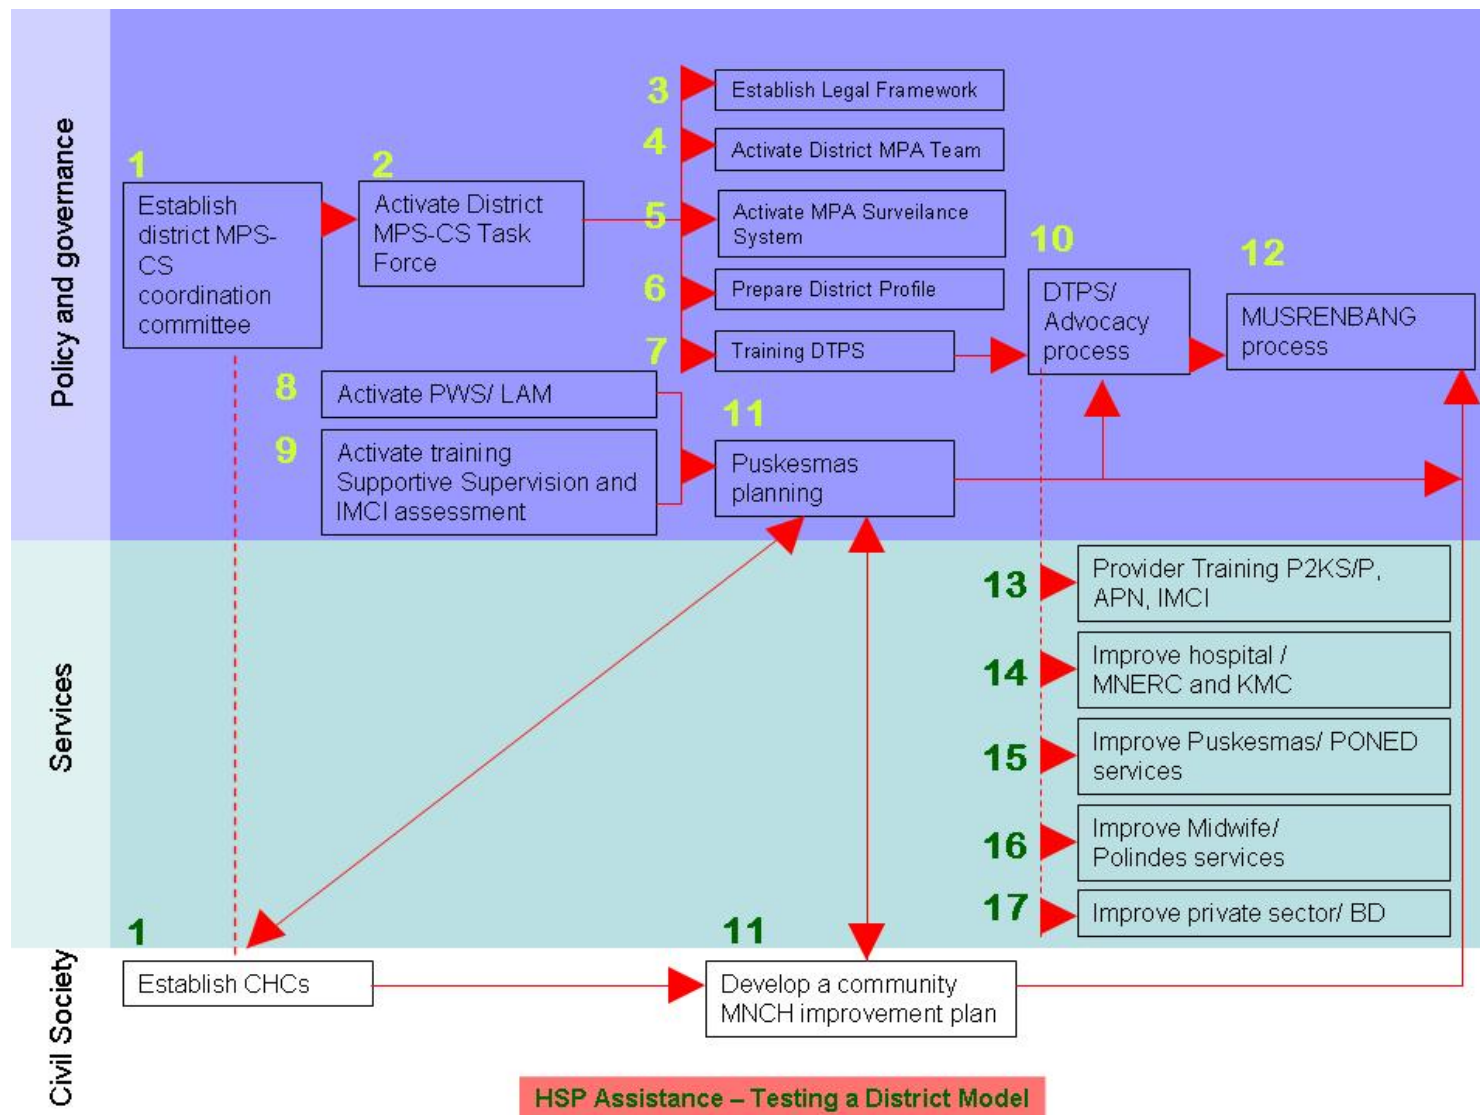 Policy and governance
1
Establish
district MPS-
CS
coordination
committee
2
Activate District
MPS-CS Task
Force
3
Establish Legal Framework
4
Activate District MPA Team
5
Activate MPA Surveilance
System
6
Prepare District Profile
7
Training DTPS
8
Activate PWS/ LAM
9
Activate training
Supportive Supervision and
IMCI assessment
10
DTPS/
Advocacy
process
11
Puskesmas
planning
12
MUSRENBANG
process
Services
13
Provider Training P2KS/P,
APN, IMCI
14
Improve hospital /
MNERC and KMC
15
Improve Puskesmas/ PONED
services
16
Improve Midwife/
Polindes services
17
Improve private sector/ BD
Civil Society
1
Establish CHCs
11
Develop a community
MNCH improvement plan
HSP Assistance – Testing a District Model